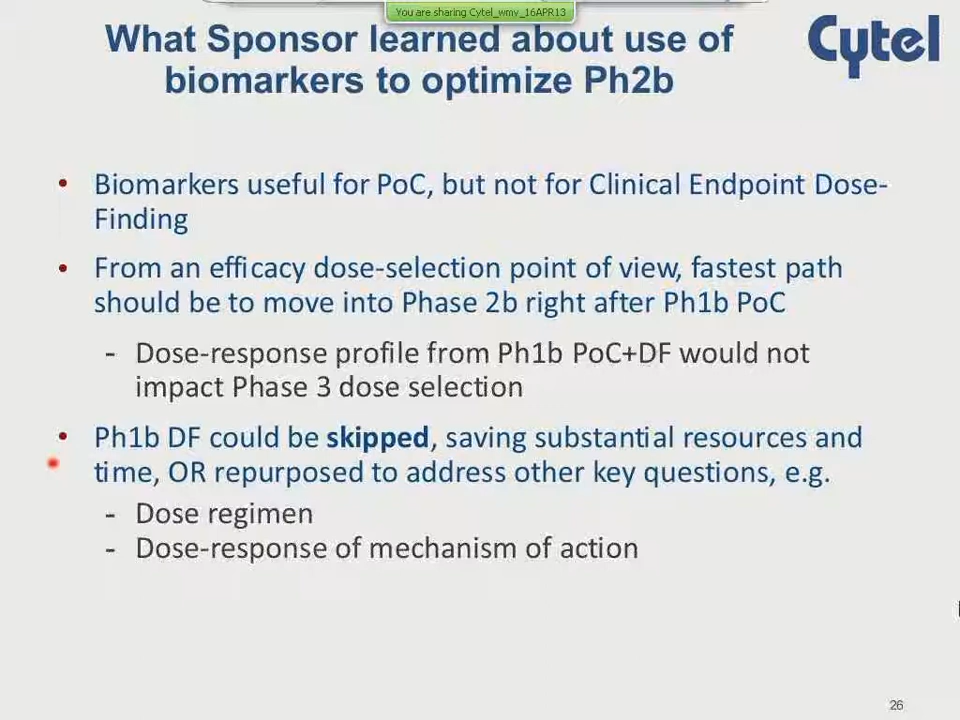 You are sharing Cytel_wmv_16APR13
What Sponsor learned about use of
biomarkers to optimize Ph2b
Cytel
• Biomarkers useful for PoC, but not for Clinical Endpoint Dose-
Finding
• From an efficacy dose-selection point of view, fastest path
should be to move into Phase 2b right after Ph1b PoC
- Dose-response profile from Ph1b PoC+DF would not
impact Phase 3 dose selection
• Ph1b DF could be skipped, saving substantial resources and
time, OR repurposed to address other key questions, e.g.
- Dose regimen
- Dose-response of mechanism of action
26